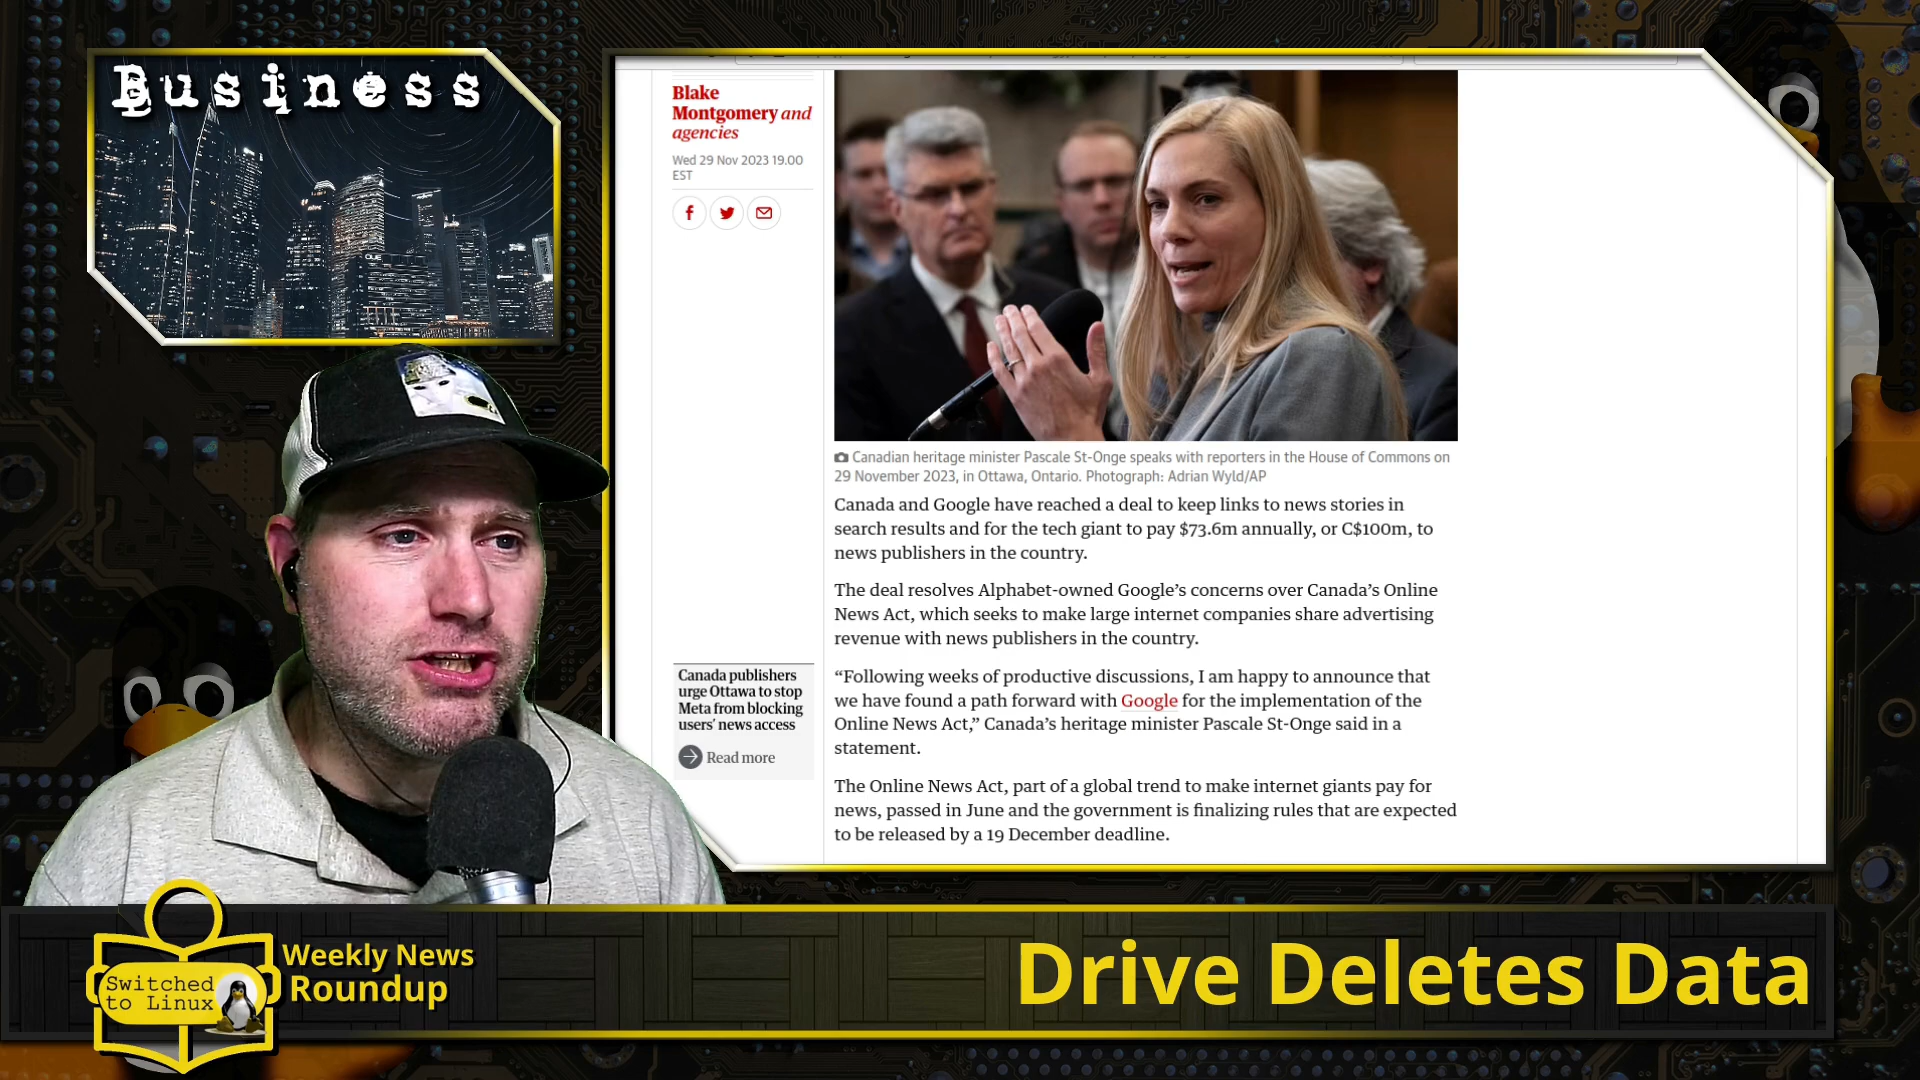 Business
Blake
Montgomery and
agencies
Wed 29 Nov 2023 19.00
EST
Canadian heritage minister Pascale St-Onge speaks with reporters in the House of Commons on
29 November 2023, in Ottawa, Ontario. Photograph: Adrian Wyld/AP
Canada and Google have reached a deal to keep links to news stories in
search results and for the tech giant to pay $73.6m annually, or C$100m, to
news publishers in the country.
The deal resolves Alphabet-owned Google’s concerns over Canada’s Online
News Act, which seeks to make large internet companies share advertising
revenue with news publishers in the country.
“Following weeks of productive discussions, I am happy to announce that
we have found a path forward with Google for the implementation of the
Online News Act,” Canada’s heritage minister Pascale St-Onge said in a
statement.
The Online News Act, part of a global trend to make internet giants pay for
news, passed in June and the government is finalizing rules that are expected
to be released by a 19 December deadline.
Canada publishers
urge Ottawa to stop
Meta from blocking
users’ news access
Read more
Switched
to Linux
Weekly News
Roundup
Drive Deletes Data